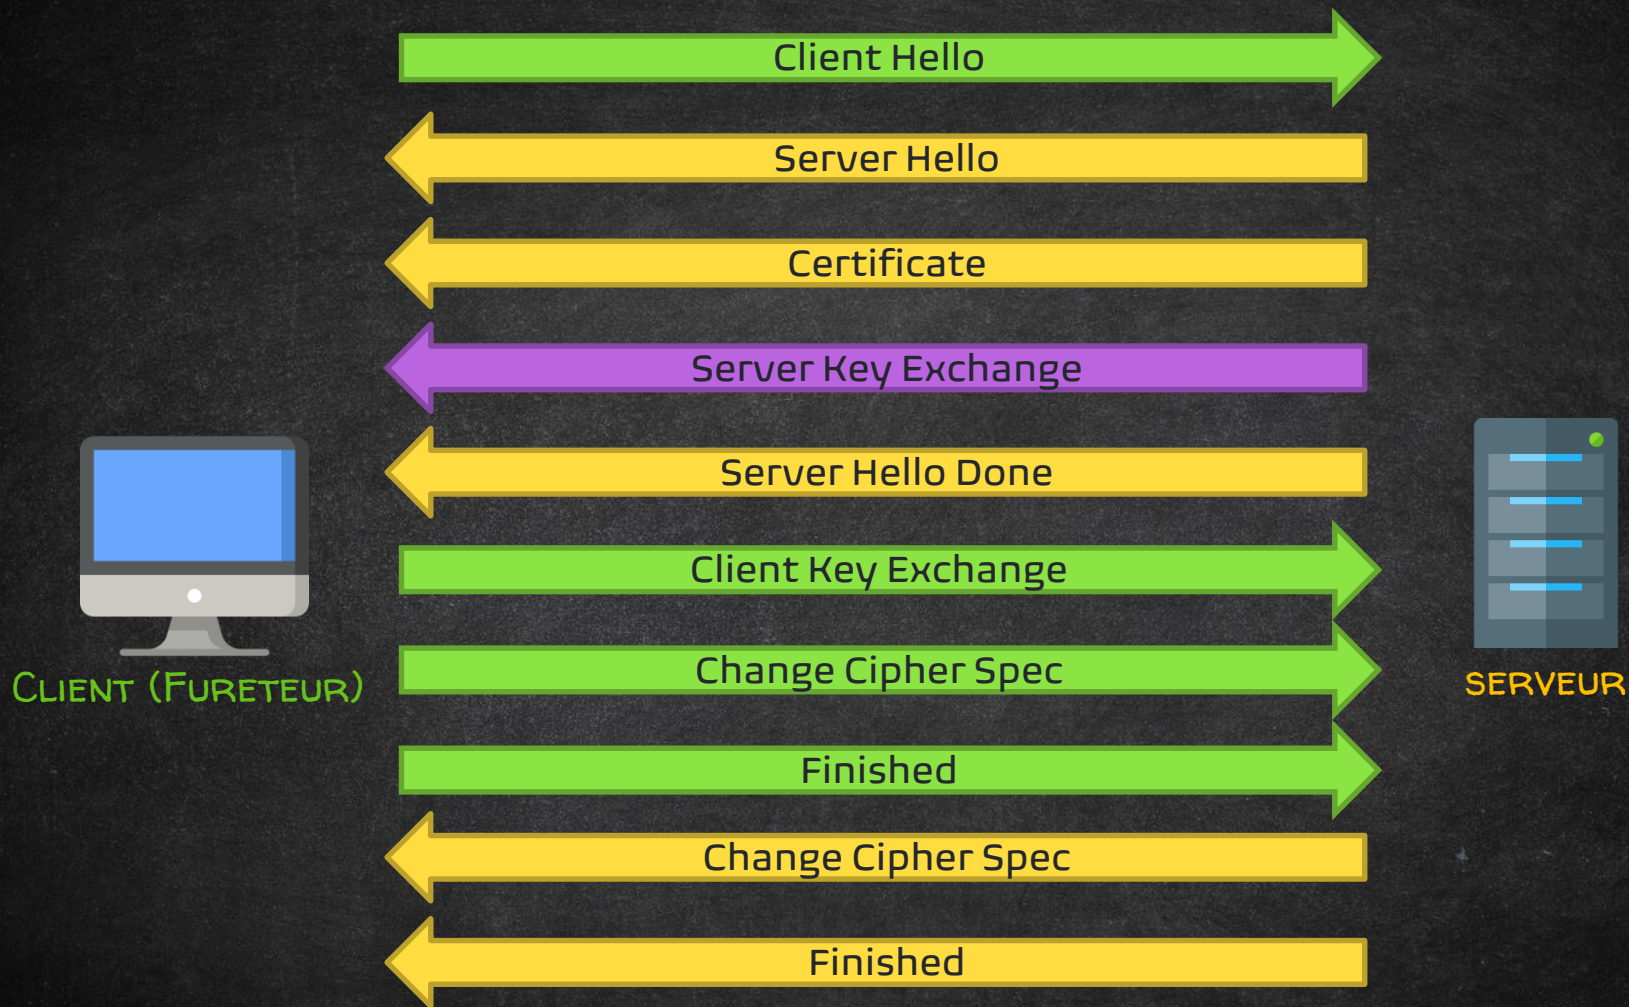 Client Hello
Server Hello
Certificate
Server Key Exchange
Server Hello Done
Client Key Exchange
Change Cipher Spec
Finished
Change Cipher Spec
Finished
CLIENT (FURETEUR)
SERVEUR